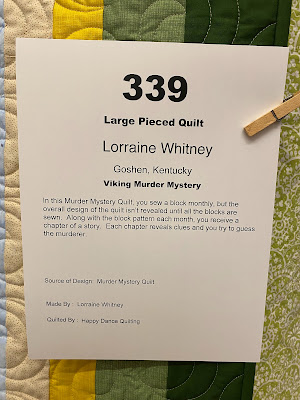 339
Large Pieced Quilt
Lorraine Whitney
Goshen, Kentucky
Viking Murder Mystery
In this Murder Mystery Quilt, you sew a block monthly, but the
overall design of the quilt isn't revealed until all the blocks are
sewn. Along with the block pattern each month, you receive a
chapter of a story. Each chapter reveals clues and you try to guess
the murderer.
Source of Design: Murder Mystery Quilt
Made By : Lorraine Whitney
Quilted By : Happy Dance Quilting